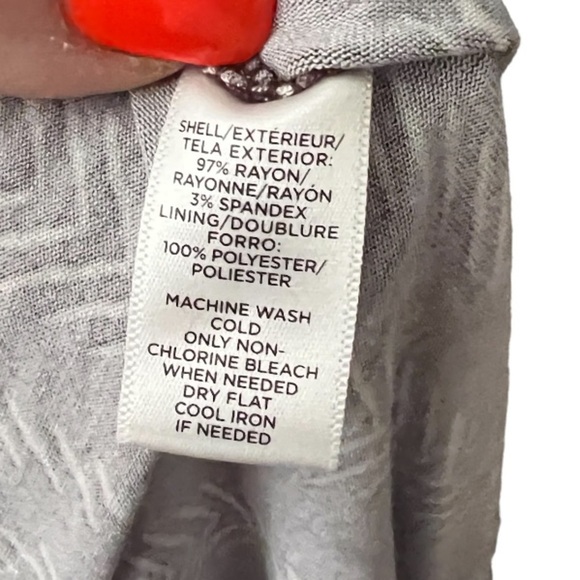 SHELL/EXTÉRIEUR/
TELA EXTERIOR:
97% RAYON/
RAYONNE/RAYÓN
3% SPANDEX
LINING/DOUBLURE
FORRO:
100% POLYESTER/
POLIESTER
MACHINE WASH
COLD
ONLY NON-
CHLORINE BLEACH
WHEN NEEDED
DRY FLAT
COOL IRON
IF NEEDED